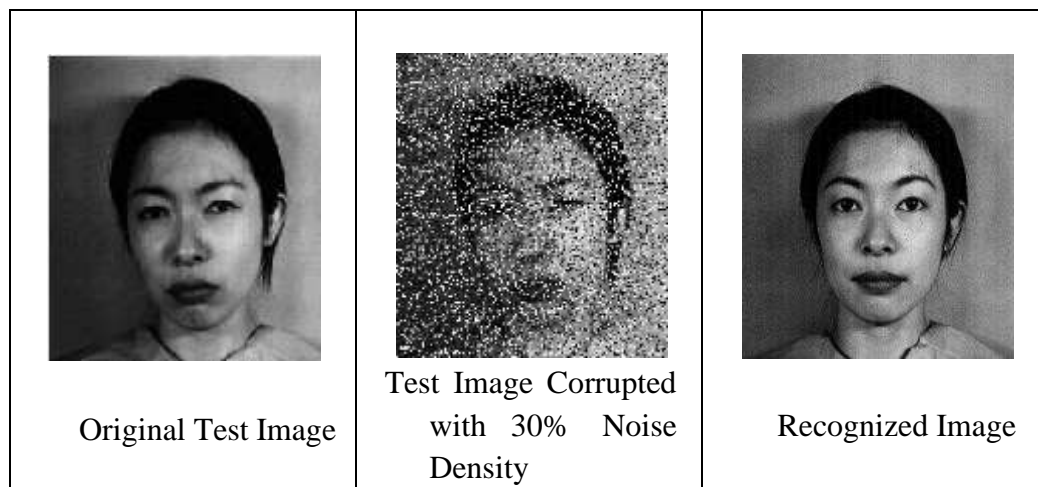 Original Test Image
Test Image Corrupted
with 30% Noise
Density
Recognized Image